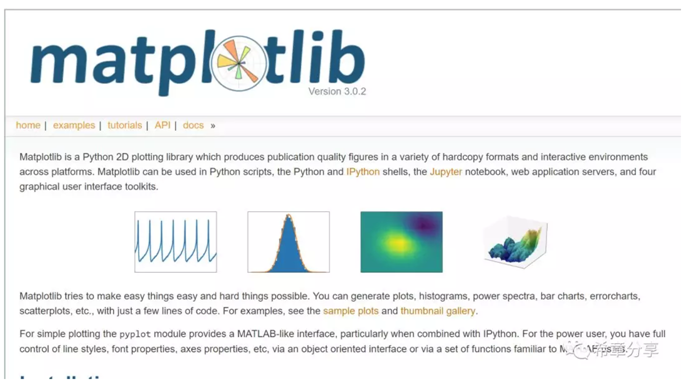 matplotlib
Version 3.0.2
home | examples | tutorials | API | docs »
Matplotlib is a Python 2D plotting library which produces publication quality figures in a variety of hardcopy formats and interactive environments
across platforms. Matplotlib can be used in Python scripts, the Python and IPython shells, the Jupyter notebook, web application servers, and four
graphical user interface toolkits.
Matplotlib tries to make easy things easy and hard things possible. You can generate plots, histograms, power spectra, bar charts, errorcharts,
scatterplots, etc., with just a few lines of code. For examples, see the sample plots and thumbnail gallery.
For simple plotting the pyplot module provides a MATLAB-like interface, particularly when combined with IPython. For the power user, you have full
control of line styles, font properties, axes properties, etc, via an object oriented interface or via a set of functions familiar to
希章分享